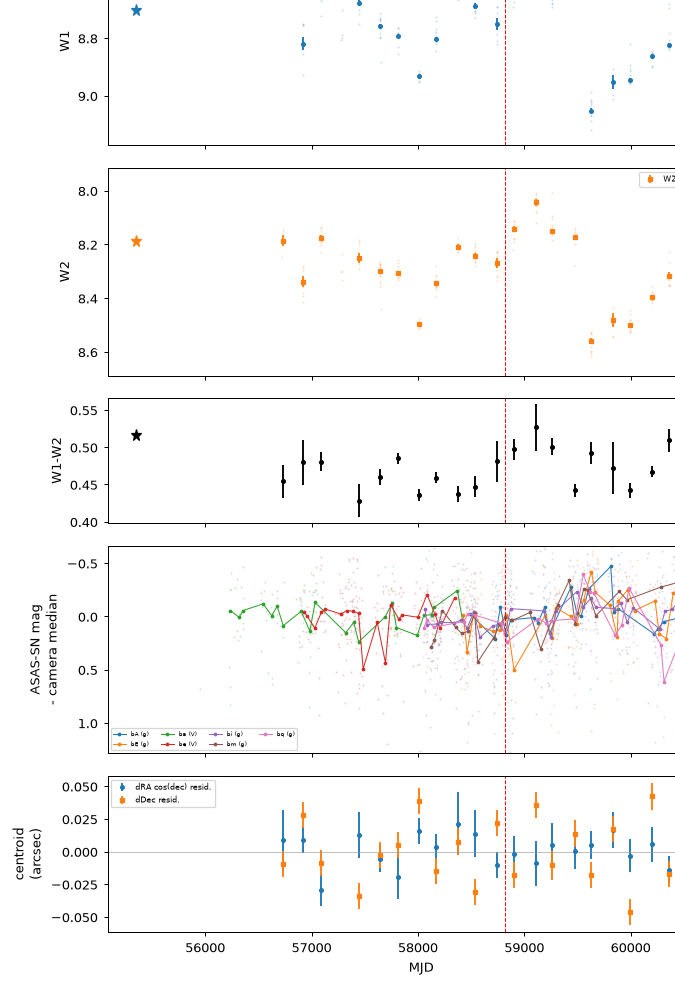 8.8
9.0
W1
W2
8.0
8.2
8.4
8.6
W2
0.55
0.50
0.45
0.40
W1-W2
−0.5
0.0
0.5
1.0
ASAS-SN mag
- camera median
bA (g) ba (V) bi (g) bq (g)
bE (g) be (V) bm (g)
0.050
0.025
0.000
−0.025
−0.050
centroid
(arcsec)
dRA cos(dec) resid.
dDec resid.
56000 57000 58000 59000 60000
MJD